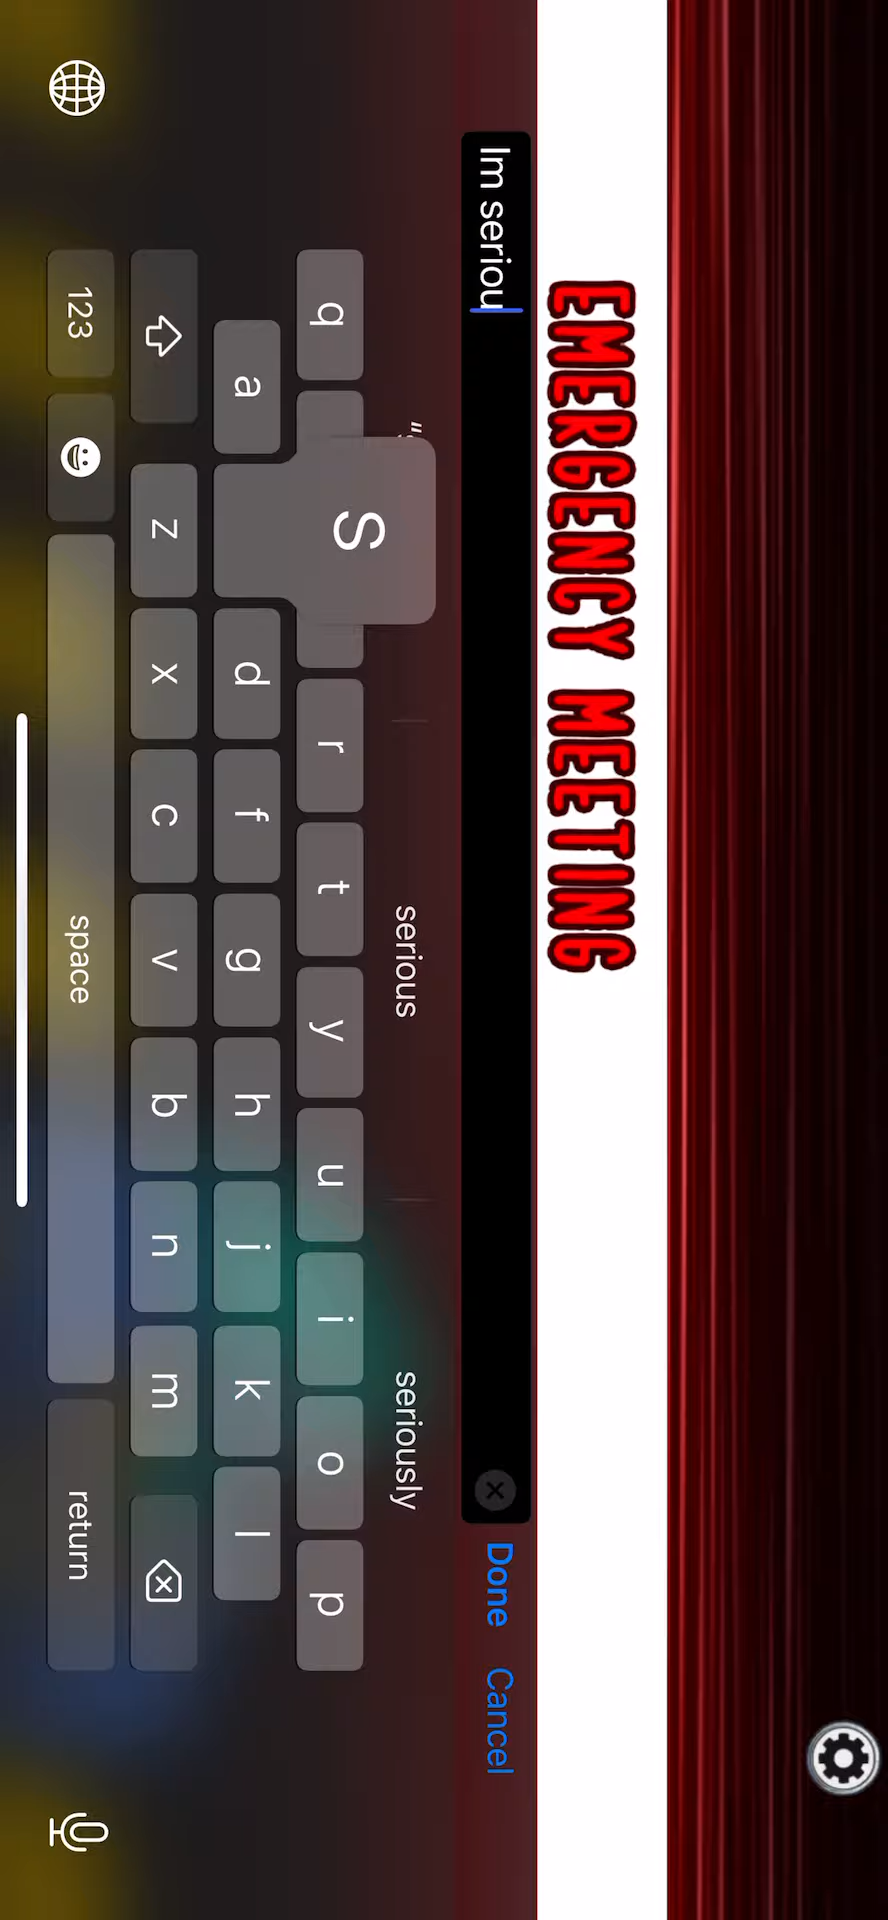 EMERGENCY MEETING
Im seriou
Done
Cancel
serious
seriously
q
r
t
y
u
i
o
p
a
S
d
f
g
h
j
k
l
z
x
c
v
b
n
m
123
space
return